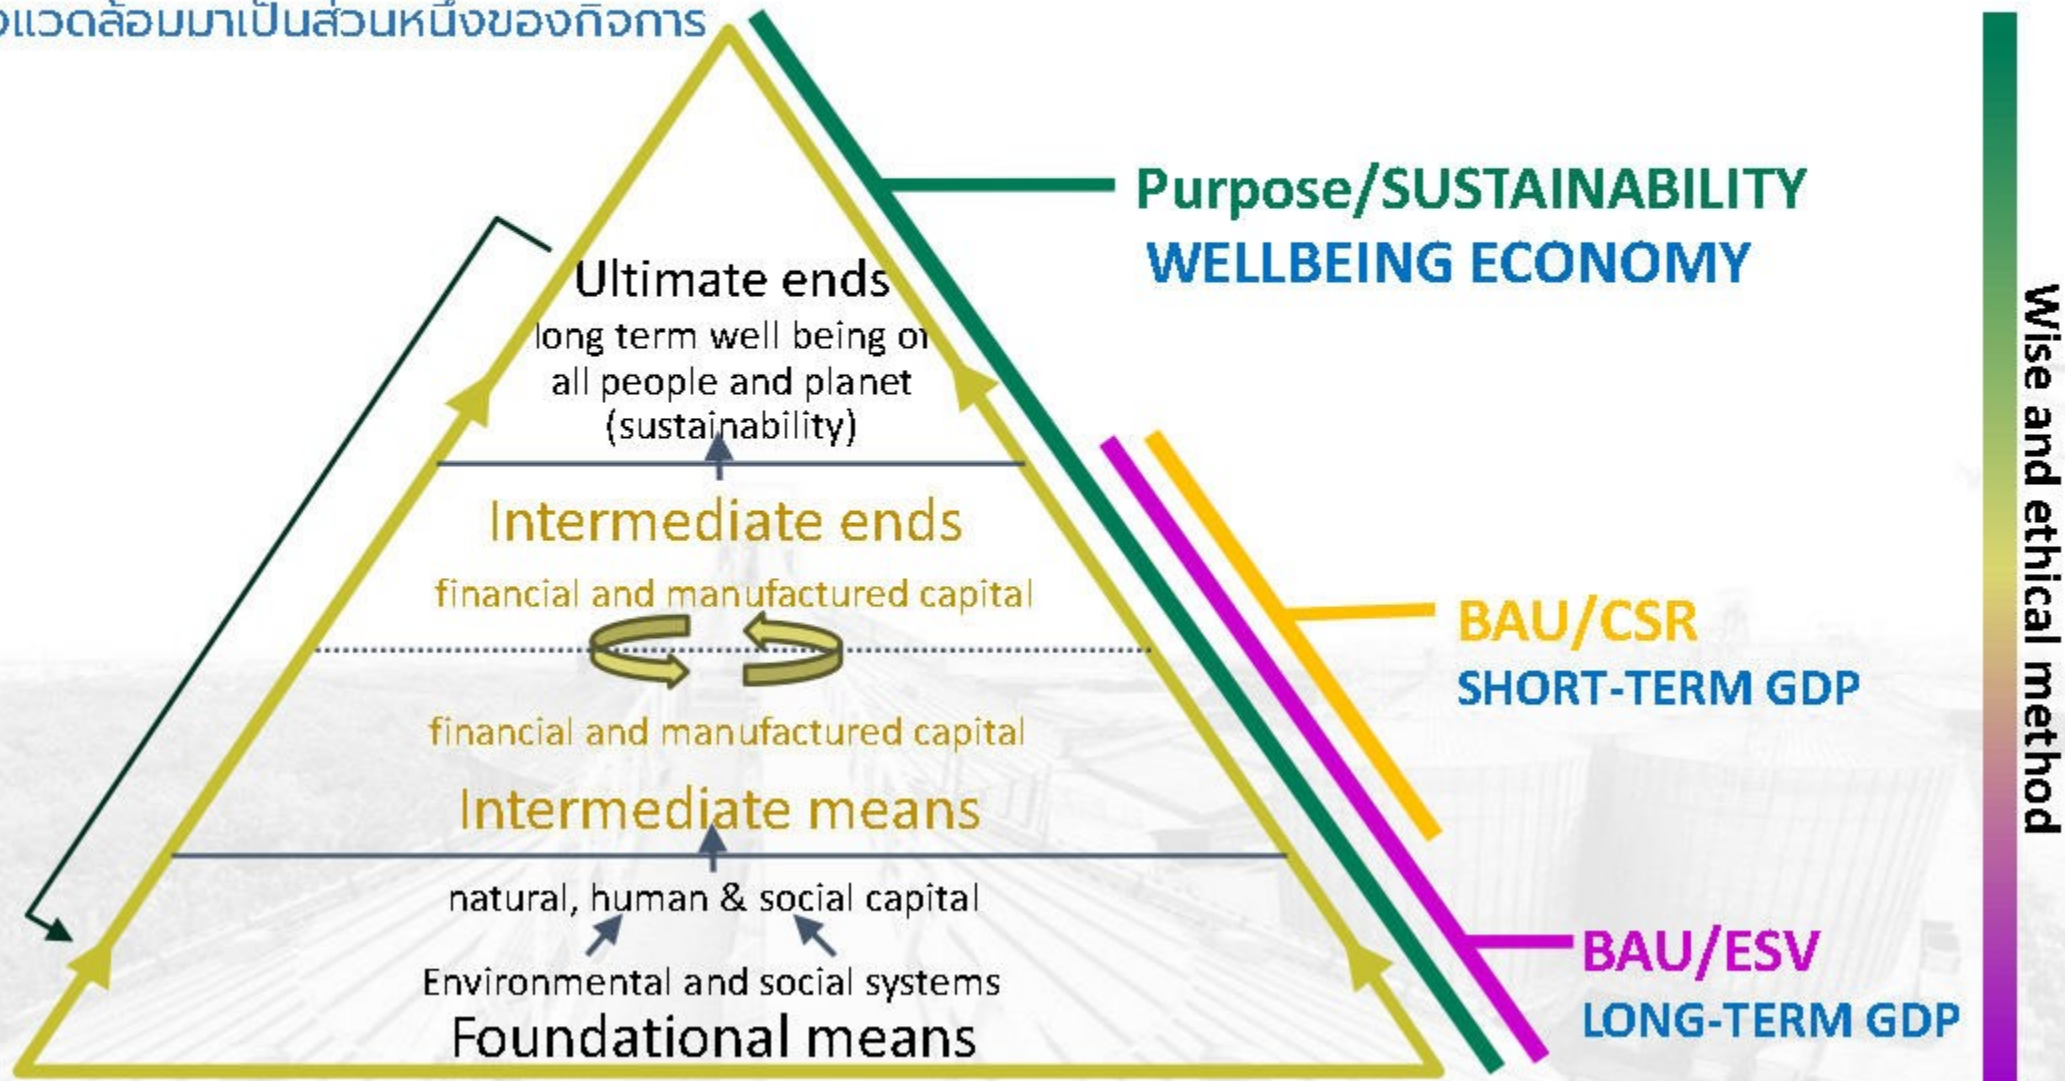 แวดล้อมมาเป็นส่วนหนึ่งของกิจการ
Purpose/SUSTAINABILITY
WELLBEING ECONOMY
Ultimate ends
long term well being of
all people and planet
(sustainability)
Intermediate ends
financial and manufactured capital
BAU/CSR
SHORT-TERM GDP
financial and manufactured capital
Intermediate means
natural, human & social capital
Environmental and social systems
Foundational means
BAU/ESV
LONG-TERM GDP
Wise and ethical method